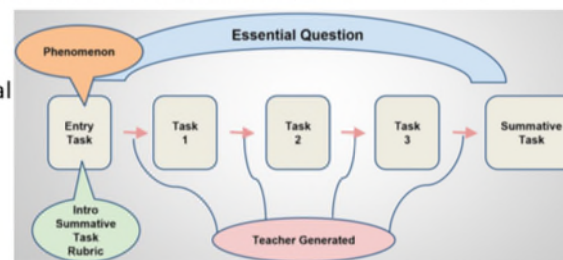 Essential Question
Phenomenon
al
Entry
Task
Task
1
Task
2
Task
3
Summative
Task
Intro
Summative
Task
Rubric
Teacher Generated